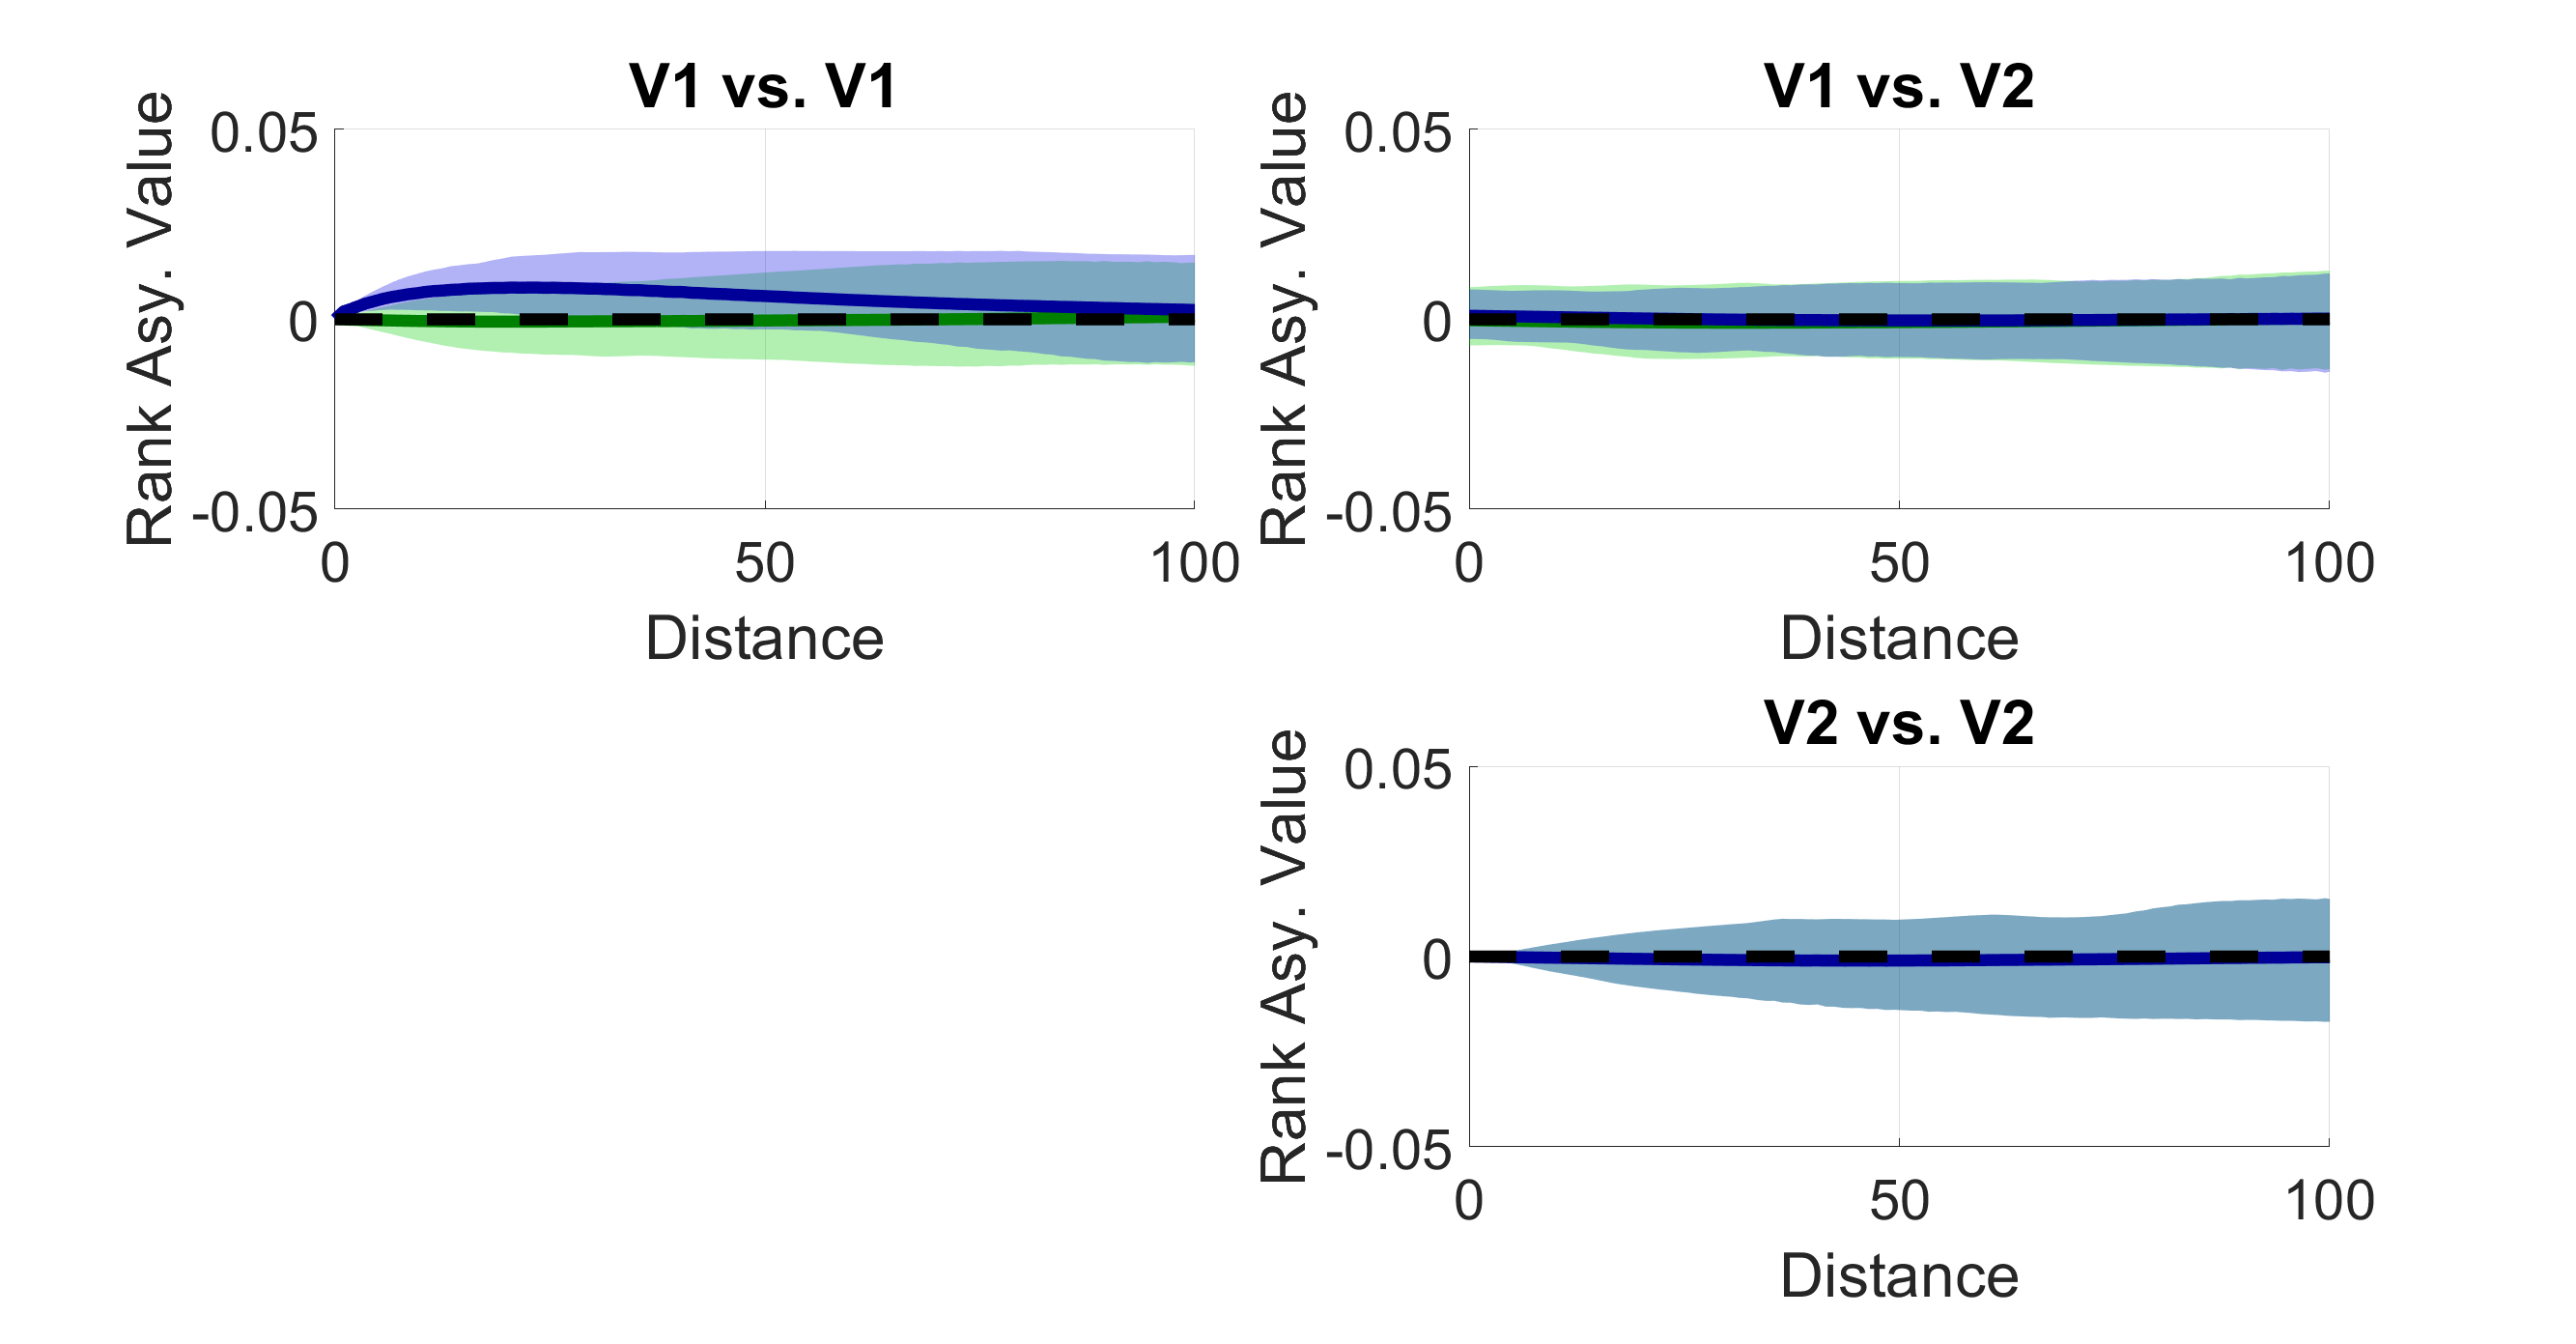 V1 vs. V1
Rank Asy. Value
0.05
0
-0.05
0 50 100
Distance
V1 vs. V2
Rank Asy. Value
0.05
0
-0.05
0 50 100
Distance
V2 vs. V2
Rank Asy. Value
0.05
0
-0.05
0 50 100
Distance